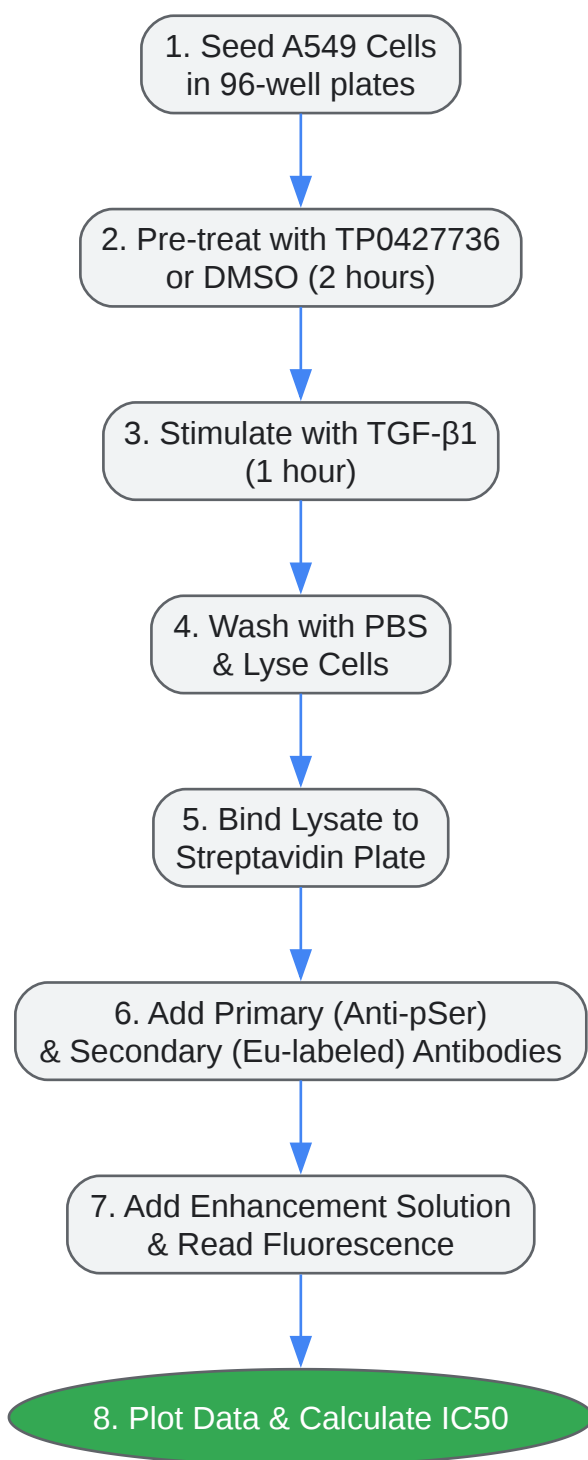 1. Seed A549 Cells
in 96-well plates
2. Pre-treat with TP0427736
or DMSO (2 hours)
3. Stimulate with TGF-β1
(1 hour)
4. Wash with PBS
& Lyse Cells
5. Bind Lysate to
Streptavidin Plate
6. Add Primary (Anti-pSer)
& Secondary (Eu-labeled) Antibodies
7. Add Enhancement Solution
& Read Fluorescence
8. Plot Data & Calculate IC50